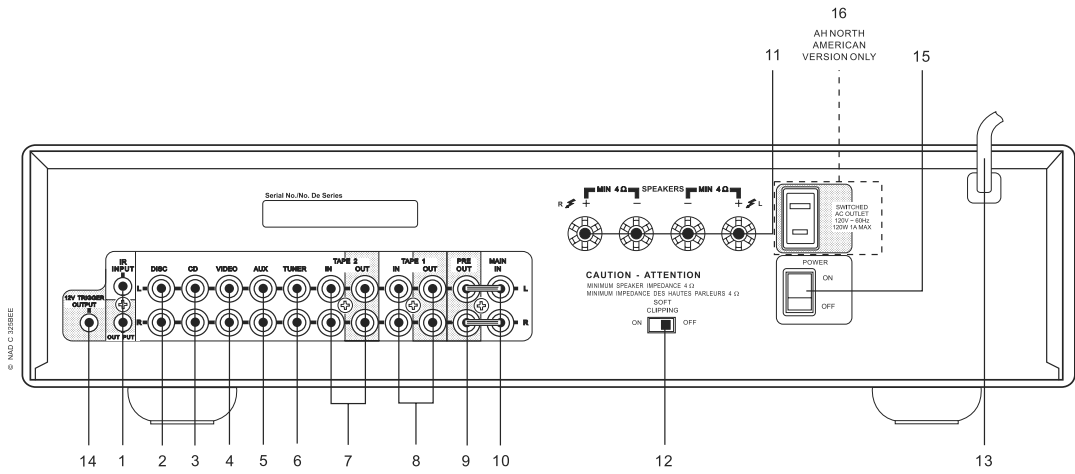 16
AH NORTH
AMERICAN
VERSION ONLY
11
15
Serial No./No. De Series
R + MIN 4 Ω − SPEAKERS − MIN 4 Ω + L
SWITCHED
AC OUTLET
120V ~ 60Hz
120W 1A MAX
POWER
ON
OFF
IR
INPUT
DISC CD VIDEO AUX TUNER TAPE 2 IN OUT TAPE 1 IN OUT PRE OUT MAIN IN
L L
12V TRIGGER
OUTPUT
R R
OUT PUT
CAUTION - ATTENTION
MINIMUM SPEAKER IMPEDANCE 4 Ω
MINIMUM IMPEDANCE DES HAUTES PARLEURS 4 Ω
SOFT
CLIPPING
ON OFF
© NAD C 325BEE
14 1 2 3 4 5 6 7 8 9 10 12 13